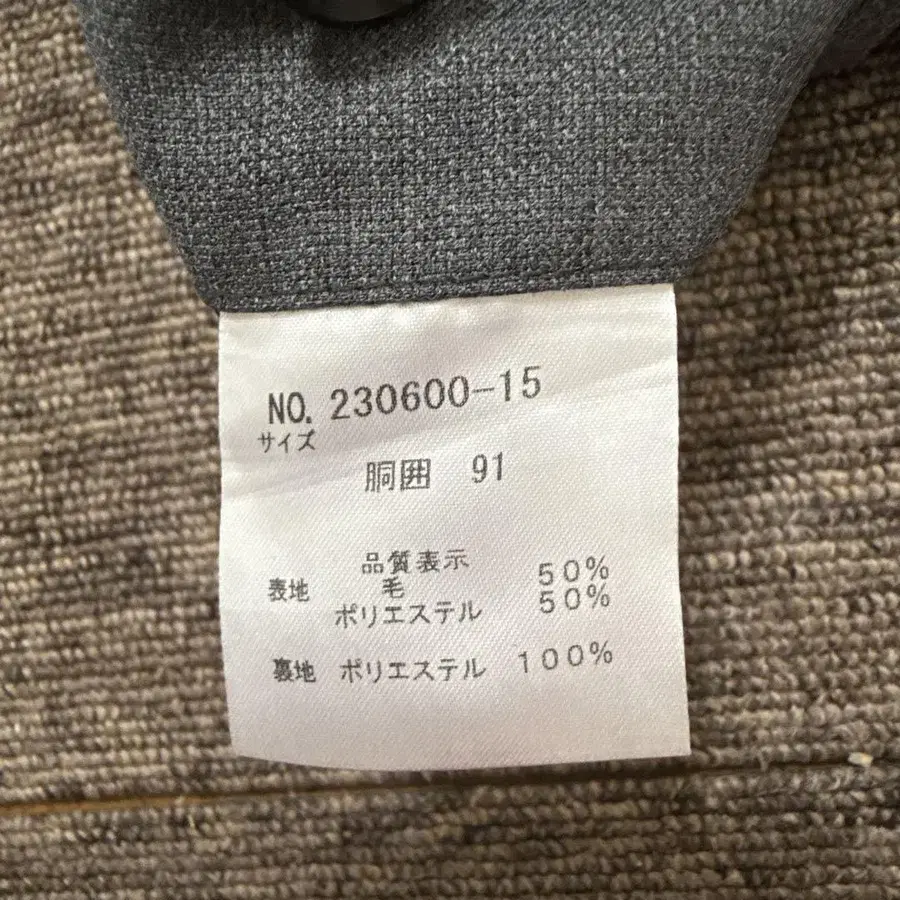 NO. 230600-15
サイズ
胴囲 91
品質表示
表地 毛 50%
ポリエステル 50%
裏地 ポリエステル 100%